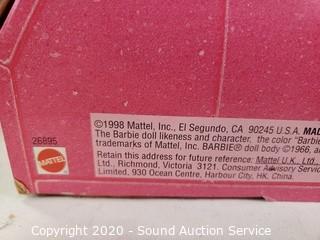 ©1998 Mattel, Inc., El Segundo, CA 90245 U.S.A.
The Barbie doll likeness and character, the color "Barbie
trademarks of Mattel, Inc. BARBIE® doll body ©1966,
Retain this address for future reference: Mattel U.K., Ltd.,
Ltd., Richmond, Victoria 3121. Consumer Advisory
Limited, 930 Ocean Centre, Harbour City, HK, China.
26895
MATTEL
Copyright 2020 - Sound Auction Service